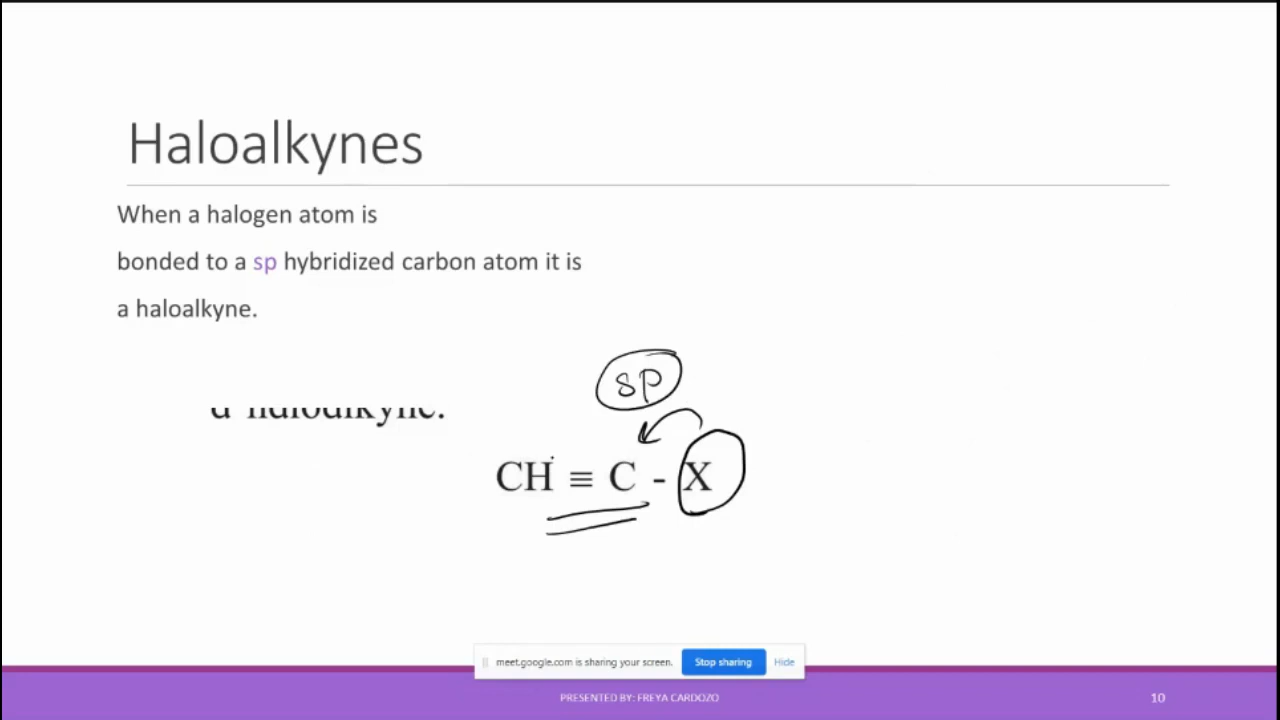 Haloalkynes
When a halogen atom is
bonded to a sp hybridized carbon atom it is
a haloalkyne.
sp
a haloalkyne.
CH ≡ C - X
meet.google.com is sharing your screen. Stop sharing Hide
PRESENTED BY: FREYA CARDOZO 10